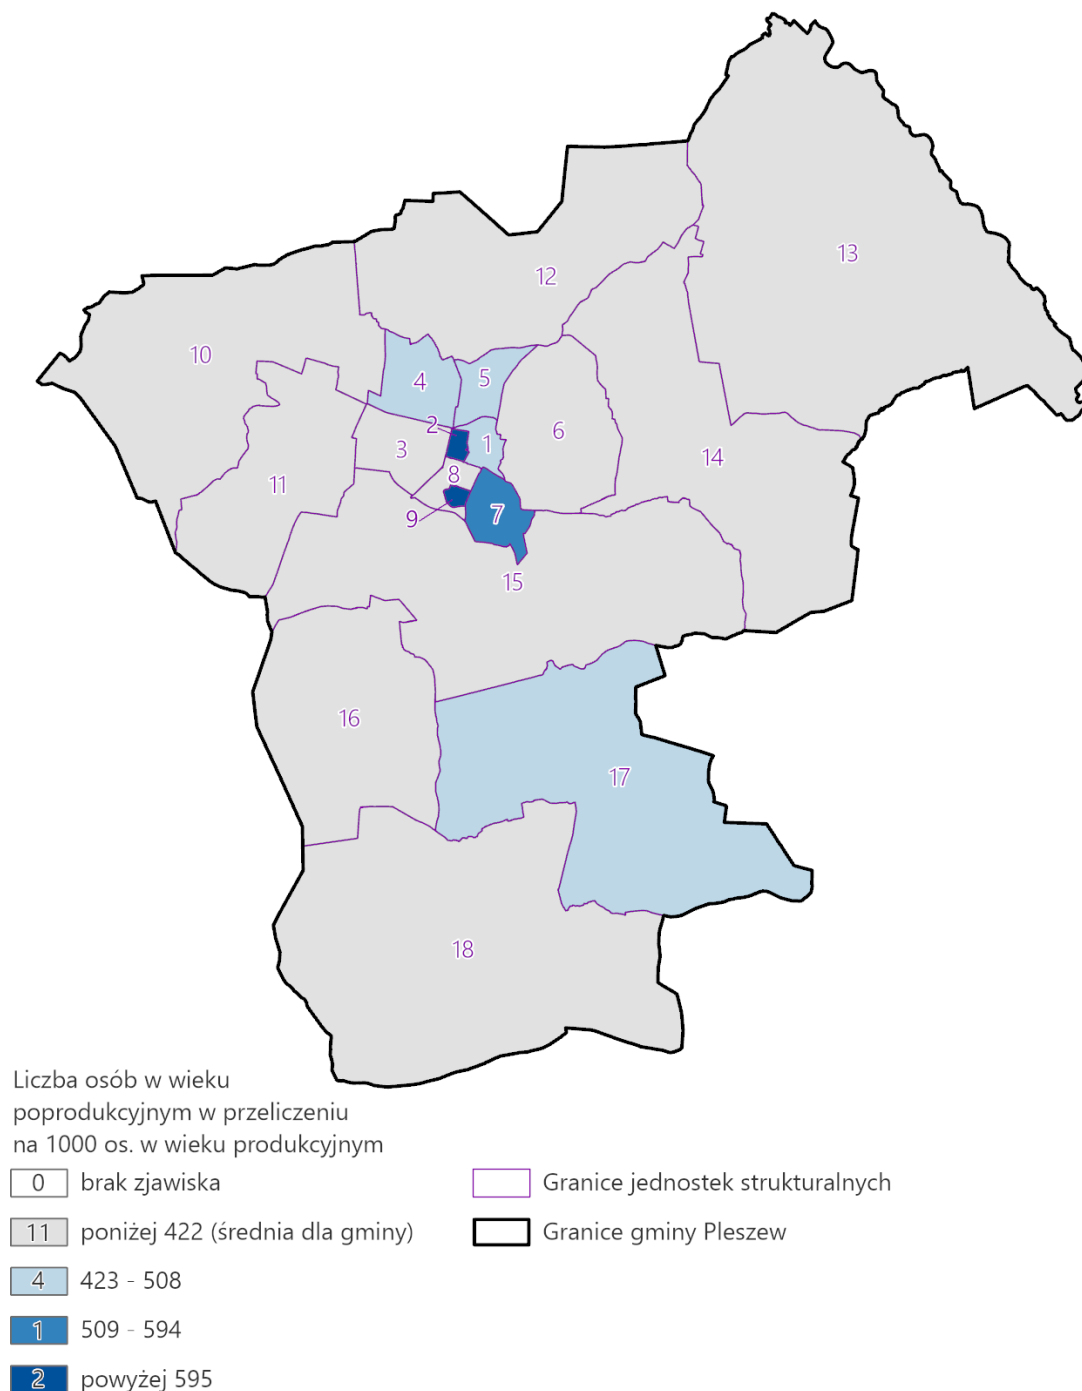 13
12
10
4
5
2
6
1
3
14
8
11
7
9
15
16
17
18
Liczba osób w wieku
poprodukcyjnym w przeliczeniu
na 1000 os. w wieku produkcyjnym
0 brak zjawiska
11 poniżej 422 (średnia dla gminy)
4 423 - 508
1 509 - 594
2 powyżej 595
Granice jednostek strukturalnych
Granice gminy Pleszew